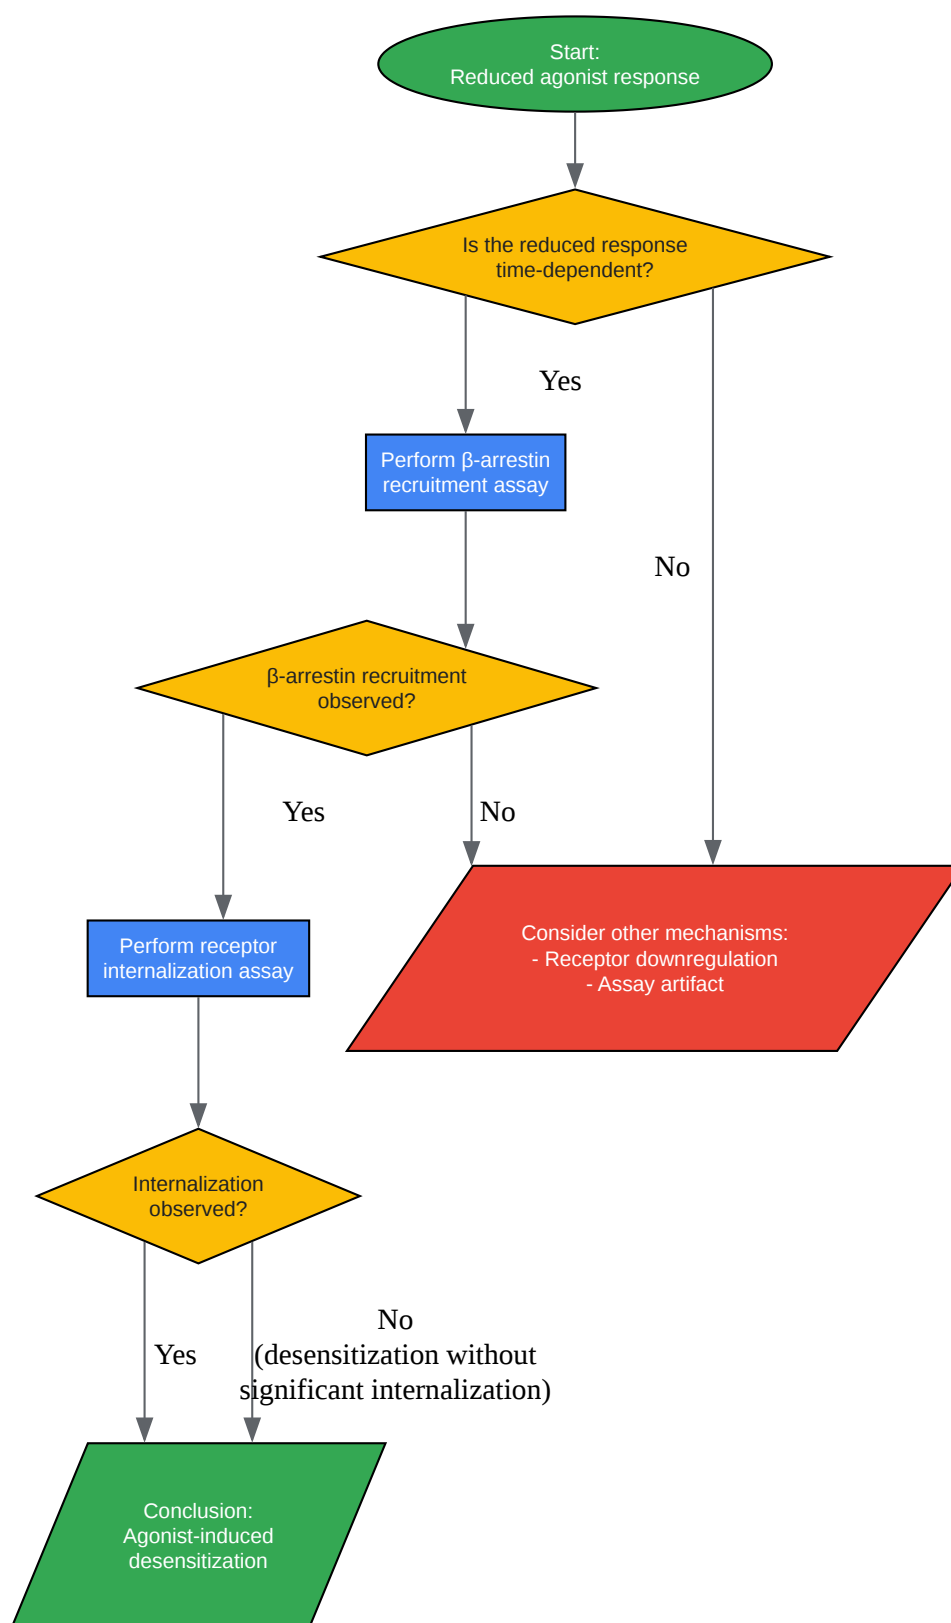 Start:
Reduced agonist response
Is the reduced response
time-dependent?
Yes
Perform β-arrestin
recruitment assay
No
β-arrestin recruitment
observed?
Yes
No
Consider other mechanisms:
- Receptor downregulation
- Assay artifact
Perform receptor
internalization assay
Internalization
observed?
Yes
No
(desensitization without
significant internalization)
Conclusion:
Agonist-induced
desensitization